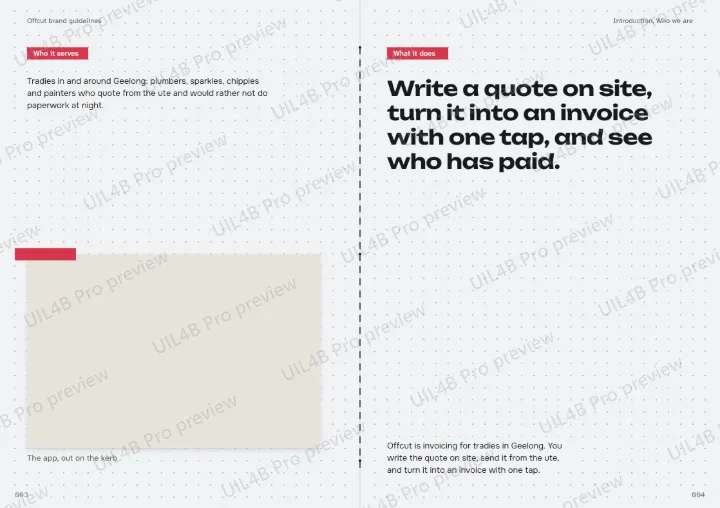 Offcut brand guidelines
Introduction, Who we are
Who it serves
Tradies in and around Geelong: plumbers, sparkies, chippies
and painters who quote from the ute and would rather not do
paperwork at night.
The app, out on the kerb
003
What it does
Write a quote on site,
turn it into an invoice
with one tap, and see
who has paid.
Offcut is invoicing for tradies in Geelong. You
write the quote on site, send it from the ute,
and turn it into an invoice with one tap.
004
UIL4B Pro preview